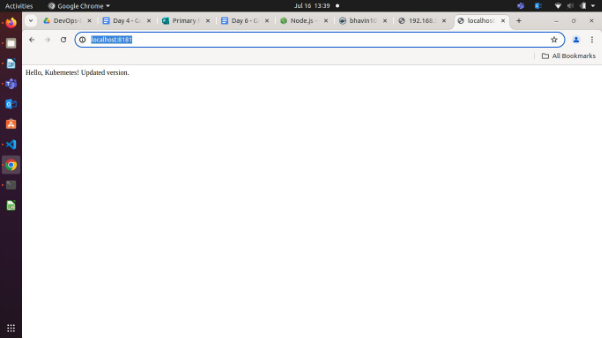 Activities
Google Chrome
Jul 16 13:39
DevOps
Day 4 - G
Primary
Day 6 - G
Node.js -
bhavin10
192.168.
localhost
localhost:8181
All Bookmarks
Hello, Kubernetes! Updated version.